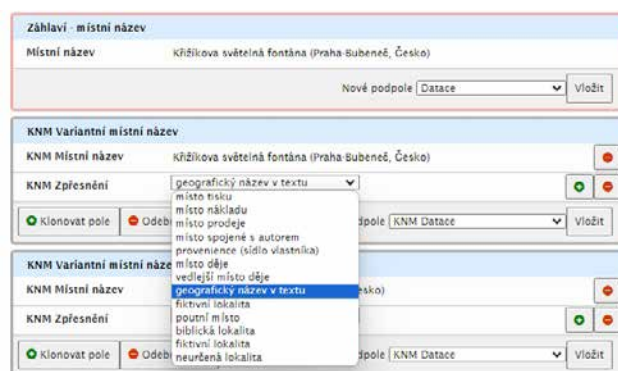 Záhlaví - místní název
Místní název Křižíkova světelná fontána (Praha-Bubeneč, Česko)
Nové podpole Datace Vložit
KNM Variantní místní název
KNM Místní název Křižíkova světelná fontána (Praha-Bubeneč, Česko)
KNM Zpřesnění geografický název v textu
místo tisku
Klonovat pole Odebr
místo nákladu
místo prodeje
dpole KNM Datace Vložit
místo spojené s autorem
provenience (sídlo vlastníka)
KNM Variantní místní název
místo děje
vedlejší místo děje
KNM Místní název geografický název v textu esko)
fiktivní lokalita
KNM Zpřesnění poutní místo
biblická lokalita
fiktivní lokalita
Klonovat pole Odebr neurčená lokalita dpole KNM Datace Vložit